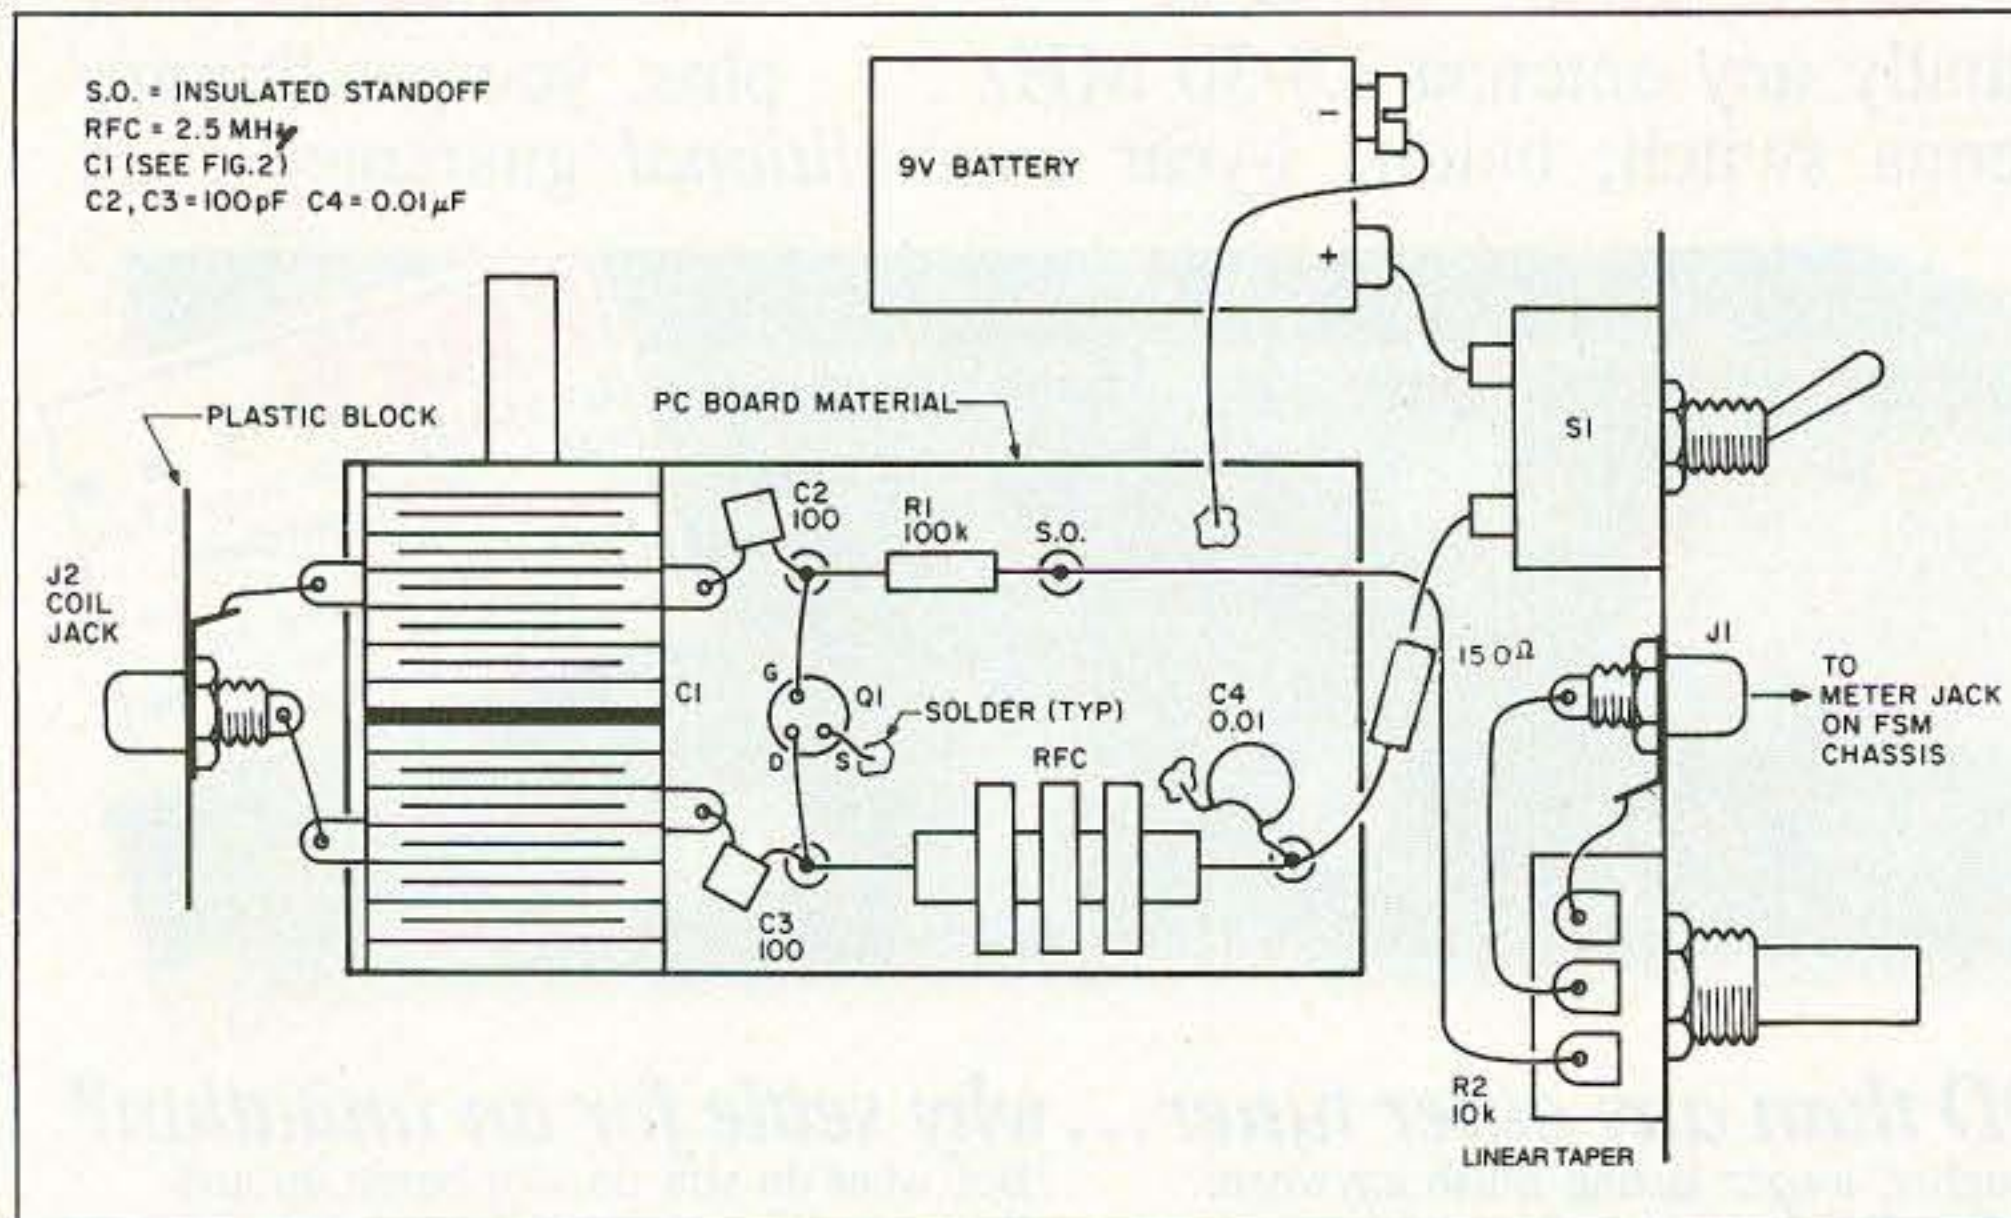 S.O. = INSULATED STANDOFF
RFC = 2.5 MHy
C1 (SEE FIG.2)
C2, C3 = 100pF C4 = 0.01µF
9V BATTERY
-
+
PLASTIC BLOCK
PC BOARD MATERIAL
S1
C2
100
R1
100k
S.O.
J2
COIL
JACK
C1
G
Q1
D
S
SOLDER (TYP)
C4
0.01
RFC
150Ω
J1
TO
METER JACK
ON FSM
CHASSIS
C3
100
R2
10k
LINEAR TAPER